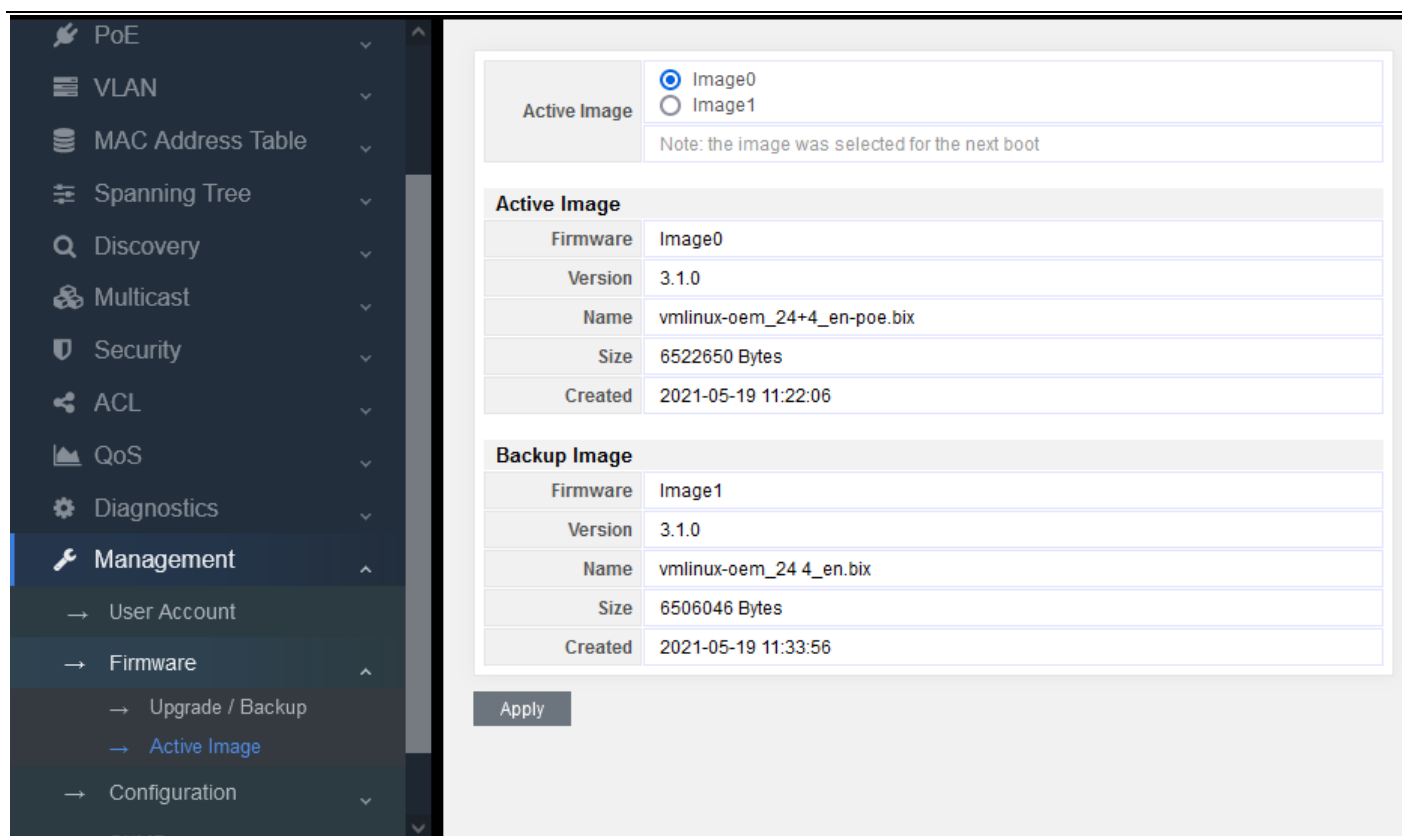 PoE
VLAN
MAC Address Table
Spanning Tree
Discovery
Multicast
Security
ACL
QoS
Diagnostics
Management
→ User Account
→ Firmware
→ Upgrade / Backup
→ Active Image
→ Configuration
Active Image
Image0
Image1
Note: the image was selected for the next boot
Active Image
Firmware Image0
Version 3.1.0
Name vmlinux-oem_24+4_en-poe.bix
Size 6522650 Bytes
Created 2021-05-19 11:22:06
Backup Image
Firmware Image1
Version 3.1.0
Name vmlinux-oem_24 4_en.bix
Size 6506046 Bytes
Created 2021-05-19 11:33:56
Apply